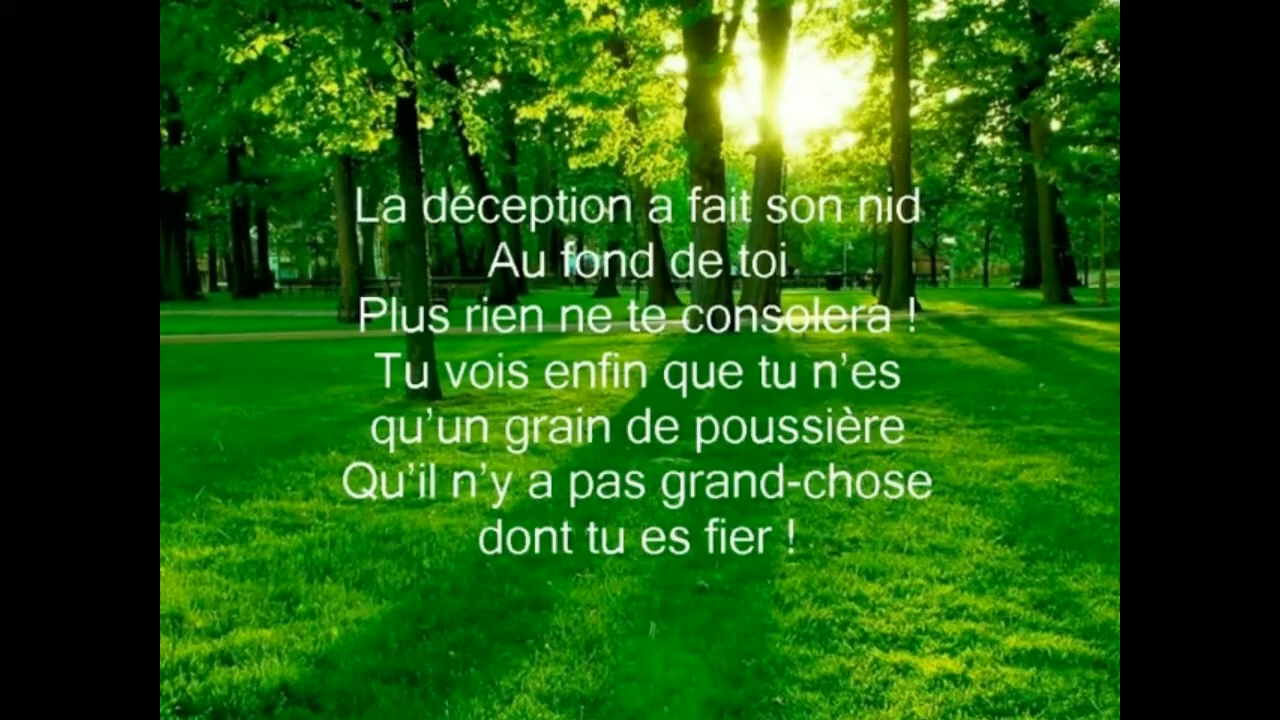 La déception a fait son nid
Au fond de toi
Plus rien ne te consolera !
Tu vois enfin que tu n’es
qu’un grain de poussière
Qu’il n’y a pas grand-chose
dont tu es fier !